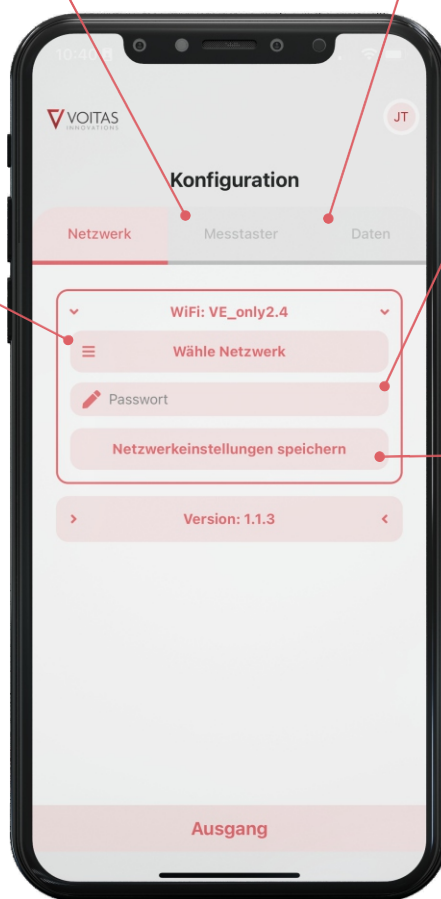 VOITAS
INNOVATIONS
JT
Konfiguration
Netzwerk Messtaster Daten
WiFi: VE_only2.4
Wähle Netzwerk
Passwort
Netzwerkeinstellungen speichern
Version: 1.1.3
Ausgang